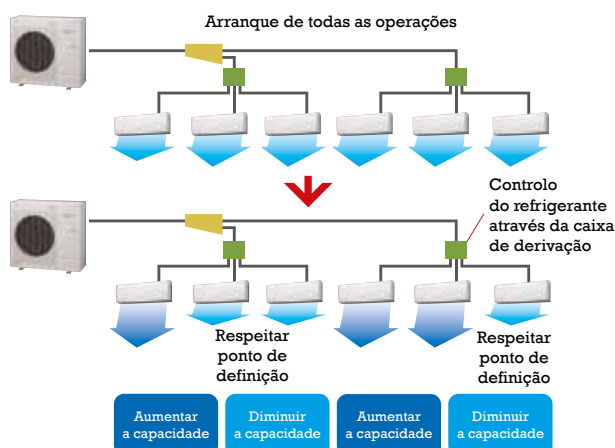 Arranque de todas as operações
Controlo
do refrigerante
através da caixa
de derivação
Respeitar
ponto de
definição
Respeitar
ponto de
definição
Aumentar
a capacidade
Diminuir
a capacidade
Aumentar
a capacidade
Diminuir
a capacidade